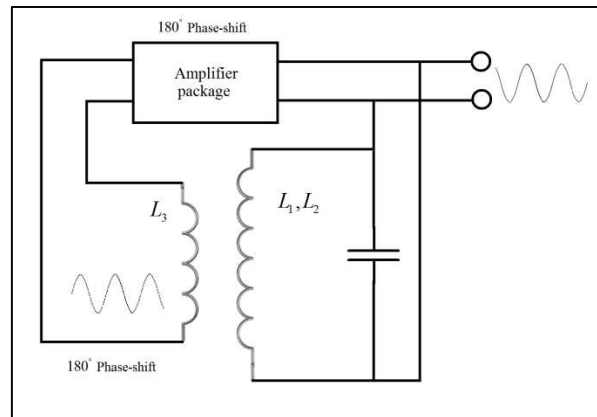 180° Phase-shift
Amplifier
package
L₃
L₁,L₂
180° Phase-shift